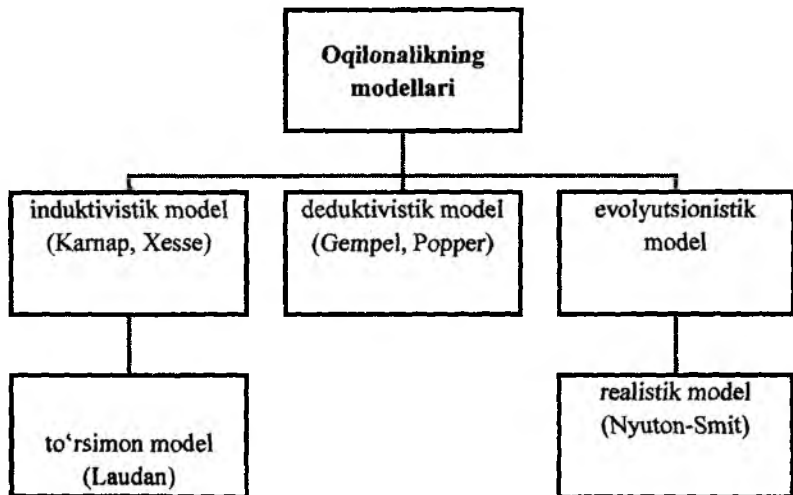 Oqilonalikning
modellari
induktivistik model
(Karnap, Xesse)
deduktivistik model
(Gempel, Popper)
evolyutsionistik
model
to‘rsimon model
(Laudan)
realistik model
(Nyuton-Smit)